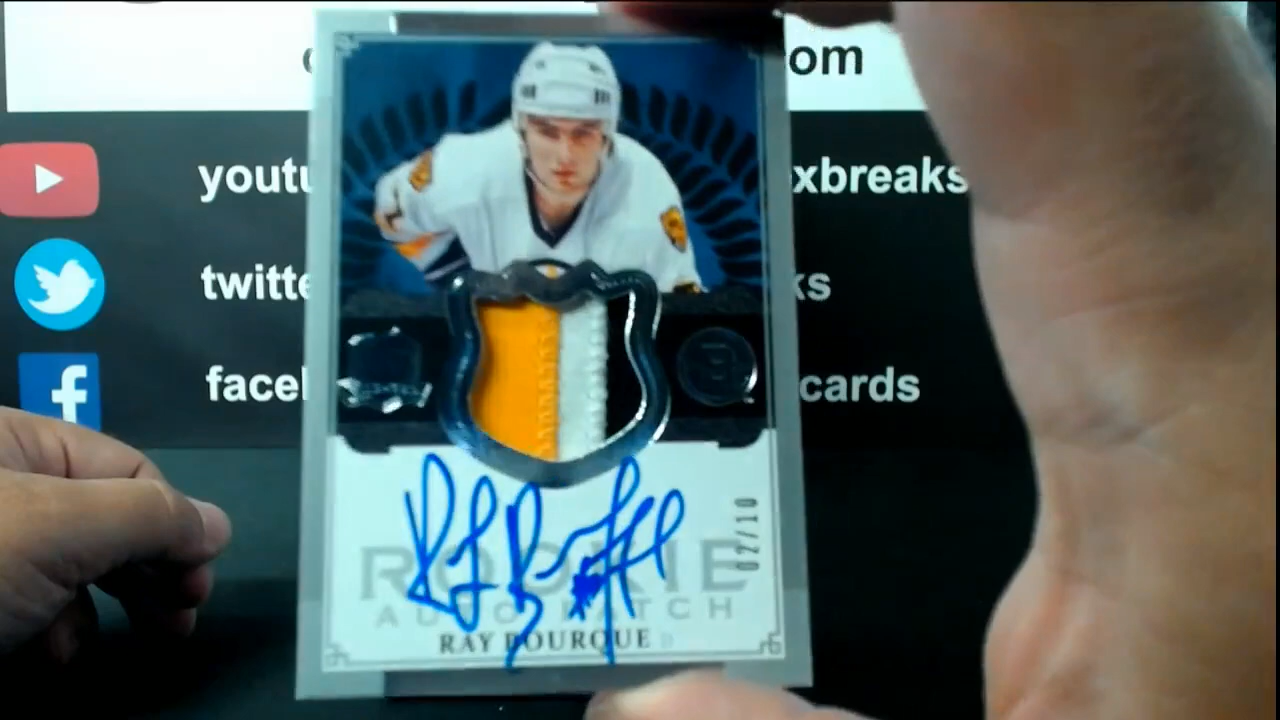 om
youtu xbreaks
twitte ks
facel cards
B
02/10
ROOKIE
AUTO PATCH
RAY BOURQUE D